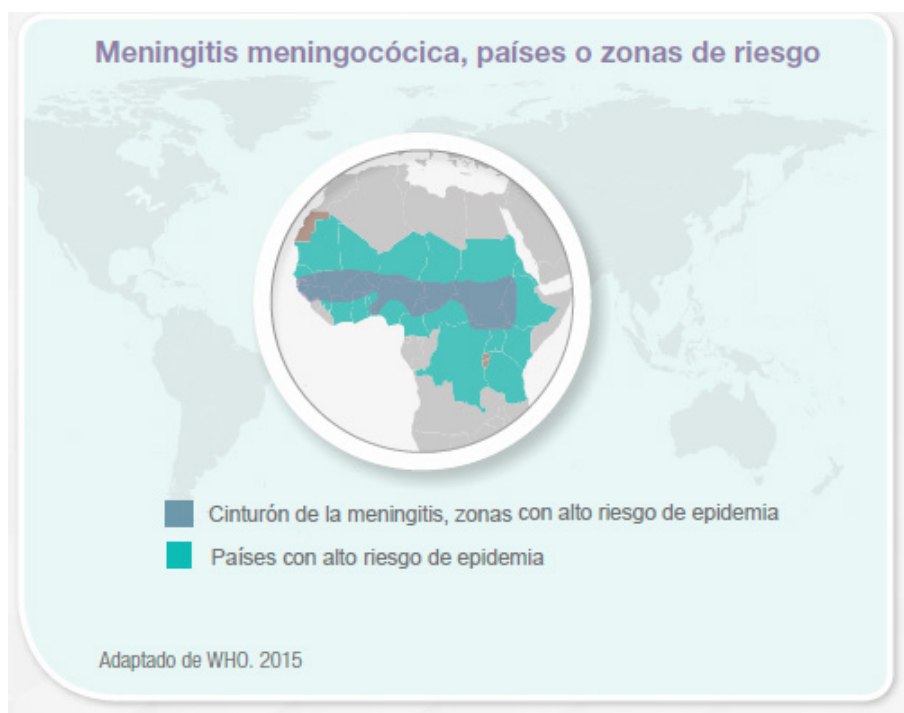 Meningitis meningocócica, países o zonas de riesgo
Cinturón de la meningitis, zonas con alto riesgo de epidemia
Países con alto riesgo de epidemia
Adaptado de WHO. 2015